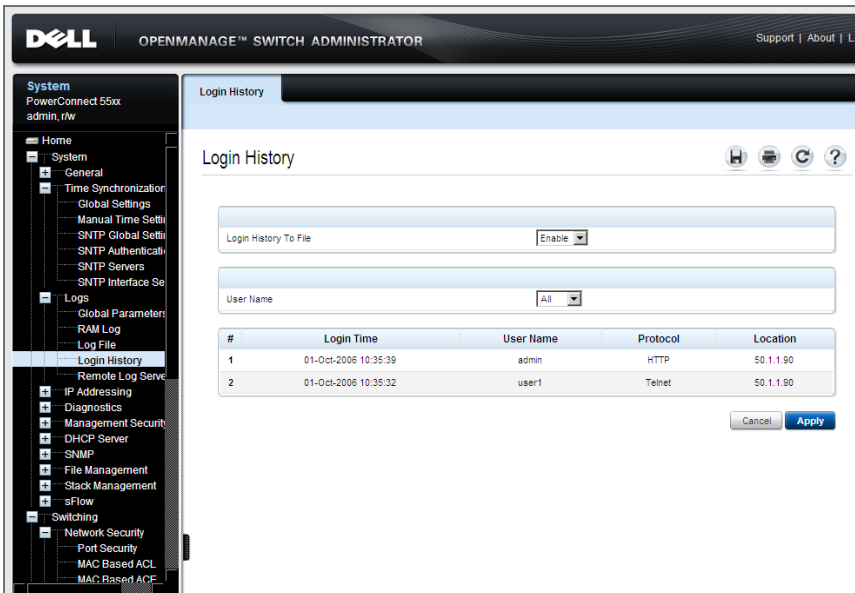 DELL
OPENMANAGE™ SWITCH ADMINISTRATOR
Support | About | L
System
PowerConnect 55xx
admin, r/w
Home
System
General
Time Synchronization
Global Settings
Manual Time Settin
SNTP Global Settin
SNTP Authenticatio
SNTP Servers
SNTP Interface Se
Logs
Global Parameters
RAM Log
Log File
Login History
Remote Log Serve
IP Addressing
Diagnostics
Management Security
DHCP Server
SNMP
File Management
Stack Management
sFlow
Switching
Network Security
Port Security
MAC Based ACL
MAC Based ACE
Login History
Login History
Login History To File Enable
User Name All
# Login Time User Name Protocol Location
1 01-Oct-2006 10:35:39 admin HTTP 50.1.1.90
2 01-Oct-2006 10:35:32 user1 Telnet 50.1.1.90
Cancel Apply